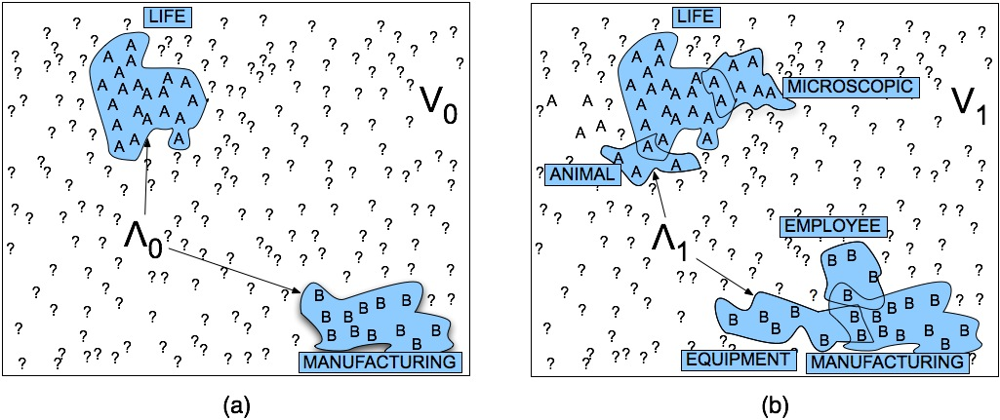 LIFE
V0
Λ0
MANUFACTURING
(a)
LIFE
MICROSCOPIC
V1
ANIMAL
EMPLOYEE
Λ1
EQUIPMENT
MANUFACTURING
(b)